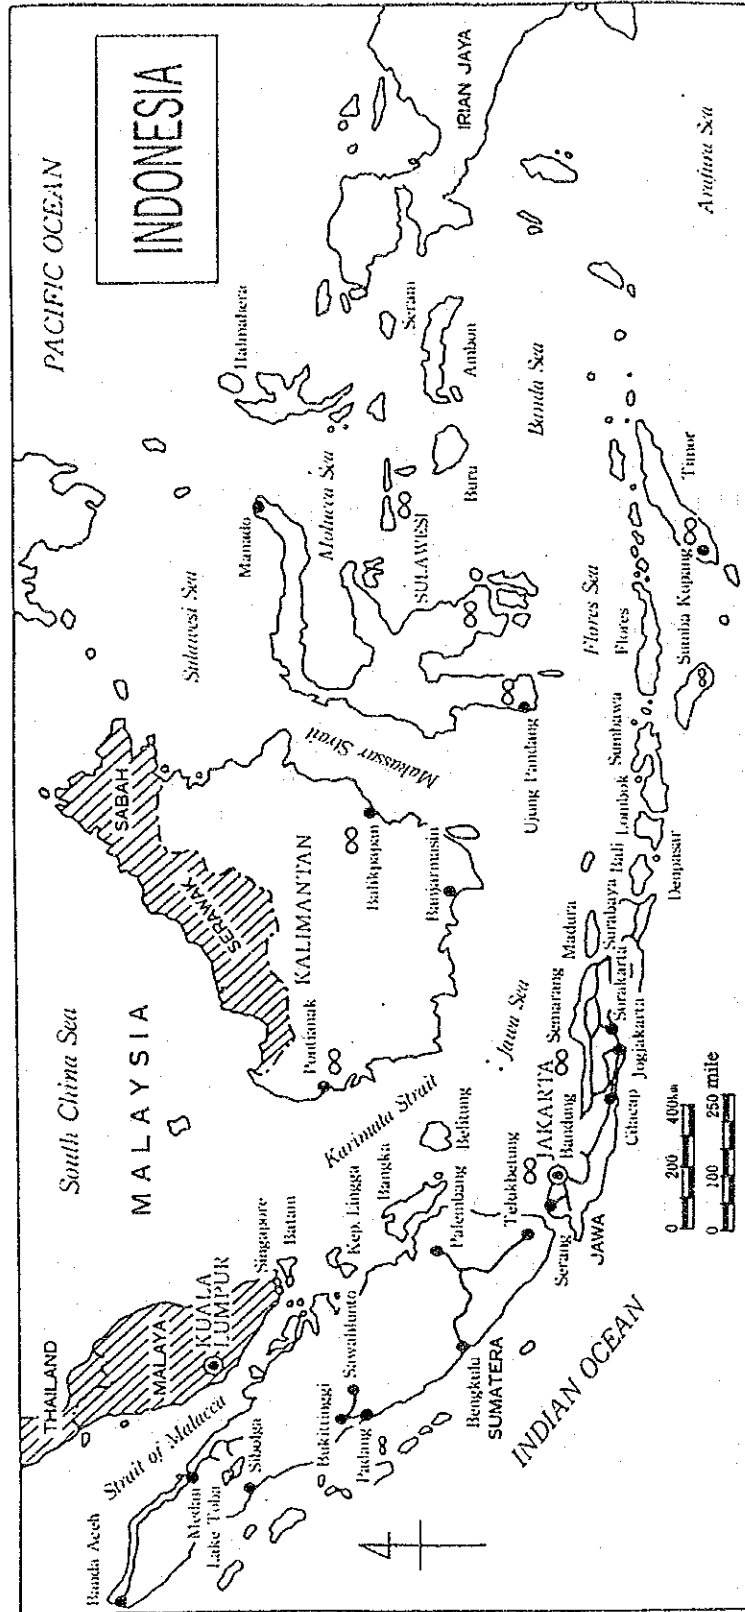 INDONESIA
PACIFIC OCEAN
South China Sea
MALAYSIA
THAILAND
MALAYA
KUALA
LUMPUR
Singapore
Batam
Strait of Malacca
Banda Aceh
Medan
Lake Toba
Sibolga
Bukittinggi
Padang
Sawahlunto
Kep. Lingga
Bangka
Belitung
Palembang
Bengkulu
SUMATERA
Telukbetung
Karimata Strait
INDIAN OCEAN
SABAH
SERAWAK
KALIMANTAN
Pontianak
Balikpapan
Banjarmasin
Makassar Strait
Sulawesi Sea
Manado
Molucca Sea
SULAWESI
Ujung Pandang
Halmahera
Seram
Ambon
Buru
Banda Sea
IRIAN JAYA
Arafura Sea
Jawa Sea
JAKARTA
Serang
JAWA
Bandung
Cilacap
Semarang
Jogjakarta
Surakarta
Surabaya
Madura
Bali
Denpasar
Lombok
Sumbawa
Flores
Flores Sea
Sumba
Kupang
Timor
0 200 400km
0 100 250 mile